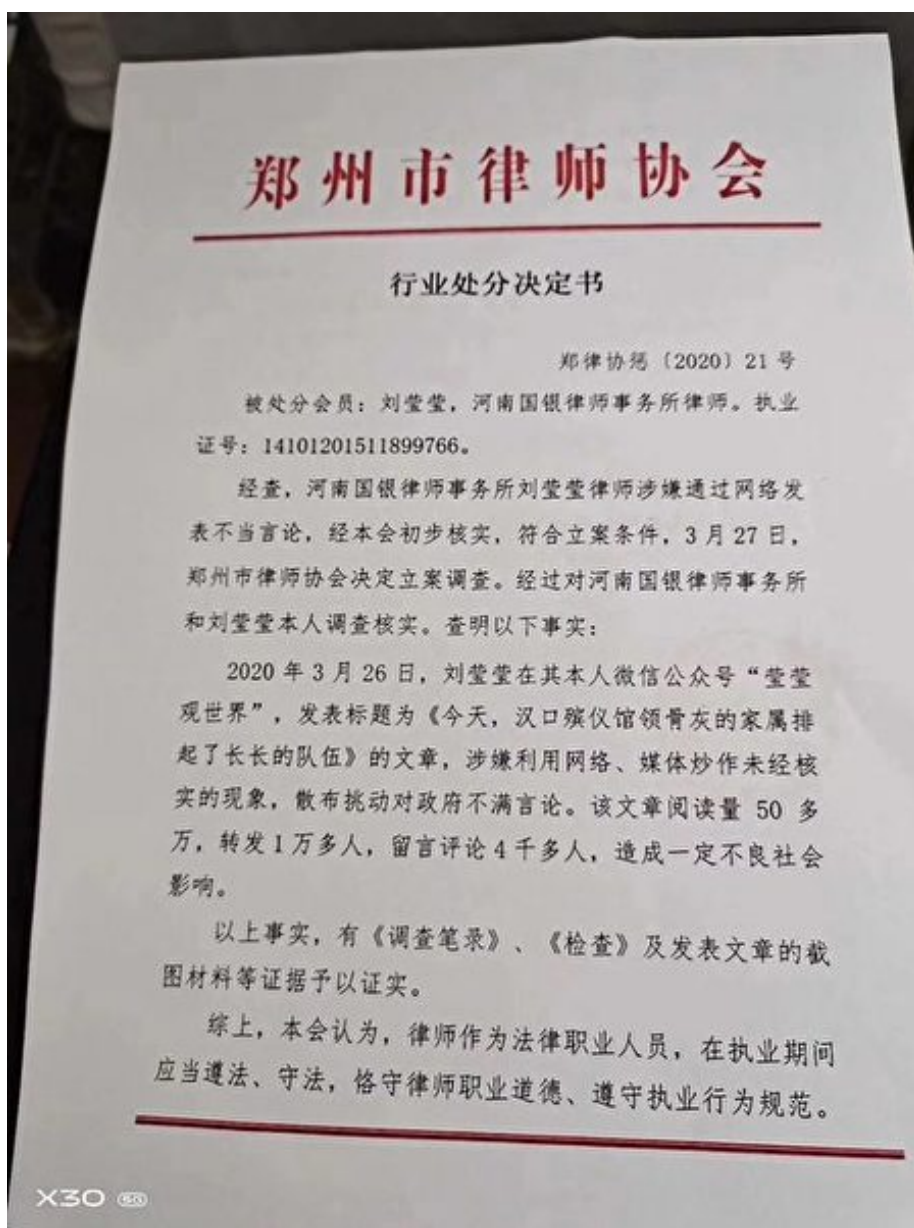 郑州市律师协会
行业处分决定书
郑律协惩〔2020〕21 号
被处分会员：刘莹莹，河南国银律师事务所律师。执业
证号：14101201511899766。
经查，河南国银律师事务所刘莹莹律师涉嫌通过网络发
表不当言论，经本会初步核实，符合立案条件，3 月 27 日，
郑州市律师协会决定立案调查。经过对河南国银律师事务所
和刘莹莹本人调查核实。查明以下事实：
2020 年 3 月 26 日，刘莹莹在其本人微信公众号“莹莹
观世界”，发表标题为《今天，汉口殡仪馆领骨灰的家属排
起了长长的队伍》的文章，涉嫌利用网络、媒体炒作未经核
实的现象，散布挑动对政府不满言论。该文章阅读量 50 多
万，转发 1 万多人，留言评论 4 千多人，造成一定不良社会
影响。
以上事实，有《调查笔录》、《检查》及发表文章的截
图材料等证据予以证实。
综上，本会认为，律师作为法律职业人员，在执业期间
应当遵法、守法，恪守律师职业道德、遵守执业行为规范。
X30 5G